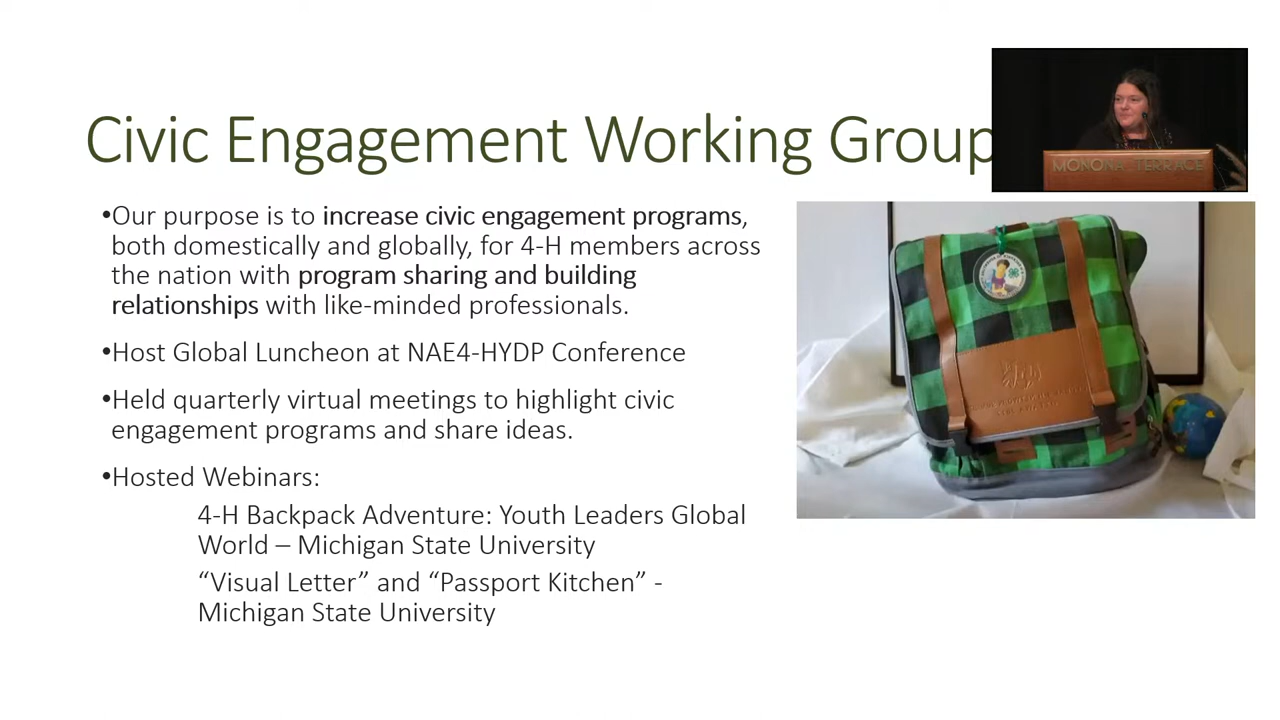 Civic Engagement Working Group
MONONA TERRACE
•Our purpose is to increase civic engagement programs,
both domestically and globally, for 4-H members across
the nation with program sharing and building
relationships with like-minded professionals.
•Host Global Luncheon at NAE4-HYDP Conference
•Held quarterly virtual meetings to highlight civic
engagement programs and share ideas.
•Hosted Webinars:
4-H Backpack Adventure: Youth Leaders Global
World – Michigan State University
“Visual Letter” and “Passport Kitchen” -
Michigan State University